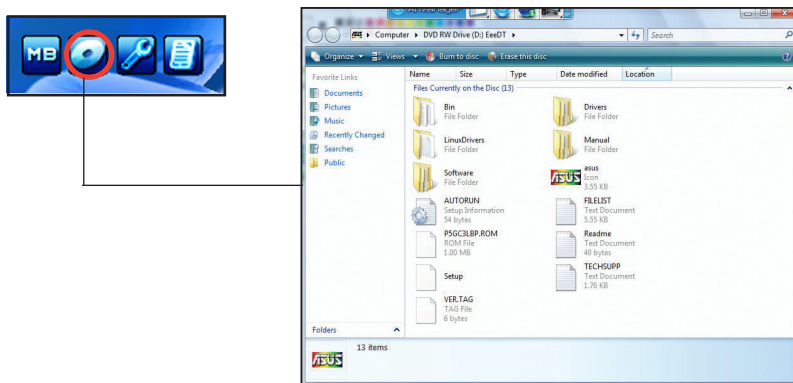 MB
Computer ▸ DVD RW Drive (D:) EeeDT ▸
Search
Organize Views Burn to disc Erase this disc
Favorite Links
Documents
Pictures
Music
Recently Changed
Searches
Public
Folders
Name Size Type Date modified Location
Files Currently on the Disc (13)
Bin
File Folder
Drivers
File Folder
LinuxDrivers
File Folder
Manual
File Folder
Software
File Folder
ASUS
asus
Icon
3.55 KB
AUTORUN
Setup Information
54 bytes
FILELIST
Text Document
5.55 KB
P5GC3LBP.ROM
ROM File
1.00 MB
Readme
Text Document
40 bytes
Setup
TECHSUPP
Text Document
1.76 KB
VER.TAG
TAG File
6 bytes
ASUS
13 items